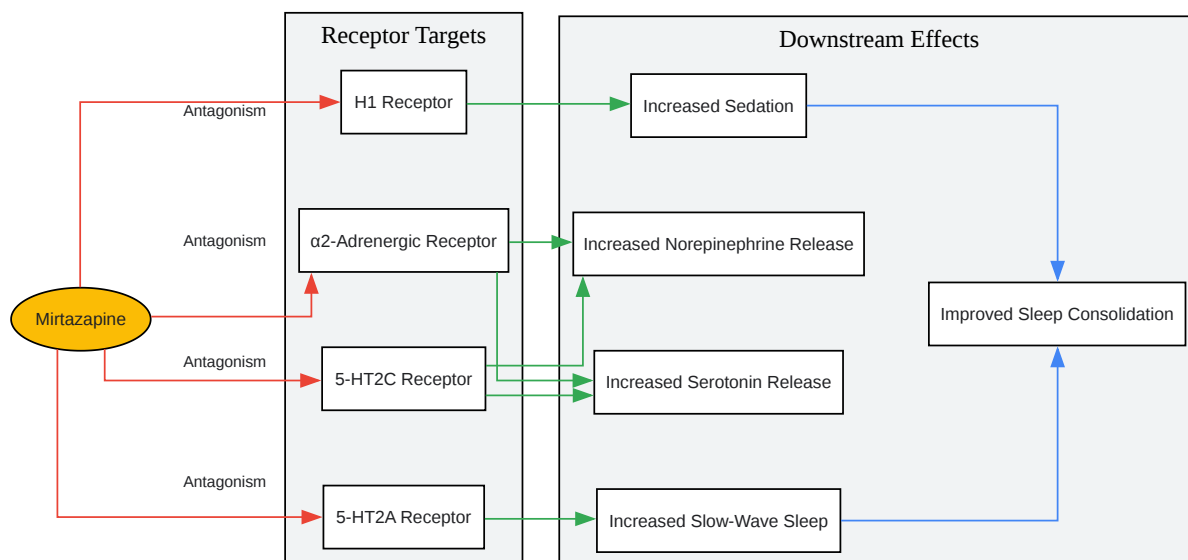 Receptor Targets
Downstream Effects
Antagonism
H1 Receptor
Increased Sedation
Antagonism
α2-Adrenergic Receptor
Increased Norepinephrine Release
Mirtazapine
Improved Sleep Consolidation
Antagonism
5-HT2C Receptor
Increased Serotonin Release
Antagonism
5-HT2A Receptor
Increased Slow-Wave Sleep